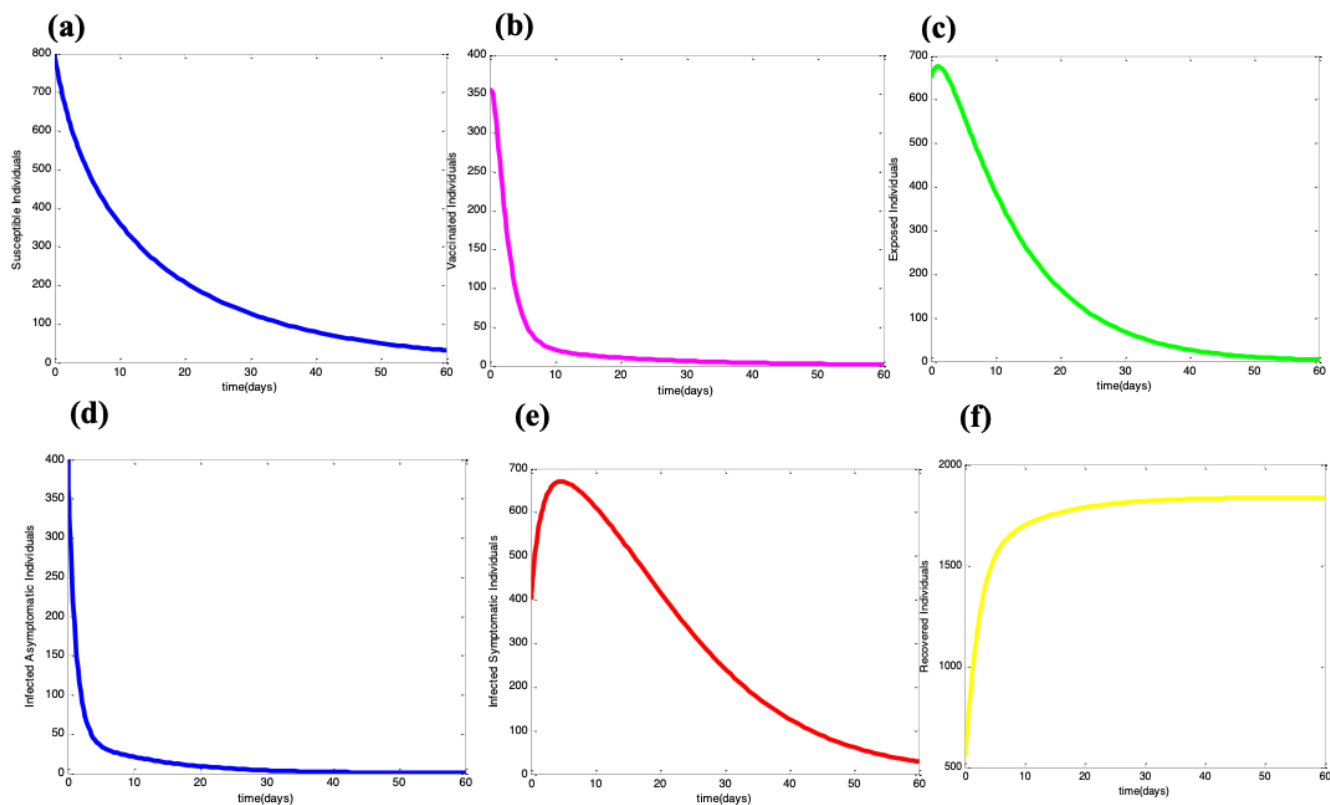 (a)
800
700
600
500
400
300
200
100
0
0 10 20 30 40 50 60
Susceptible Individuals
time(days)
(b)
400
350
300
250
200
150
100
50
0
0 10 20 30 40 50 60
Vaccinated Individuals
time(days)
(c)
700
600
500
400
300
200
100
0
0 10 20 30 40 50 60
Exposed Individuals
time(days)
(d)
400
350
300
250
200
150
100
50
0
0 10 20 30 40 50 60
Infected Asymptomatic Individuals
time(days)
(e)
700
600
500
400
300
200
100
0
0 10 20 30 40 50 60
Infected Symptomatic Individuals
time(days)
(f)
2000
1500
1000
500
0 10 20 30 40 50 60
Recovered Individuals
time(days)